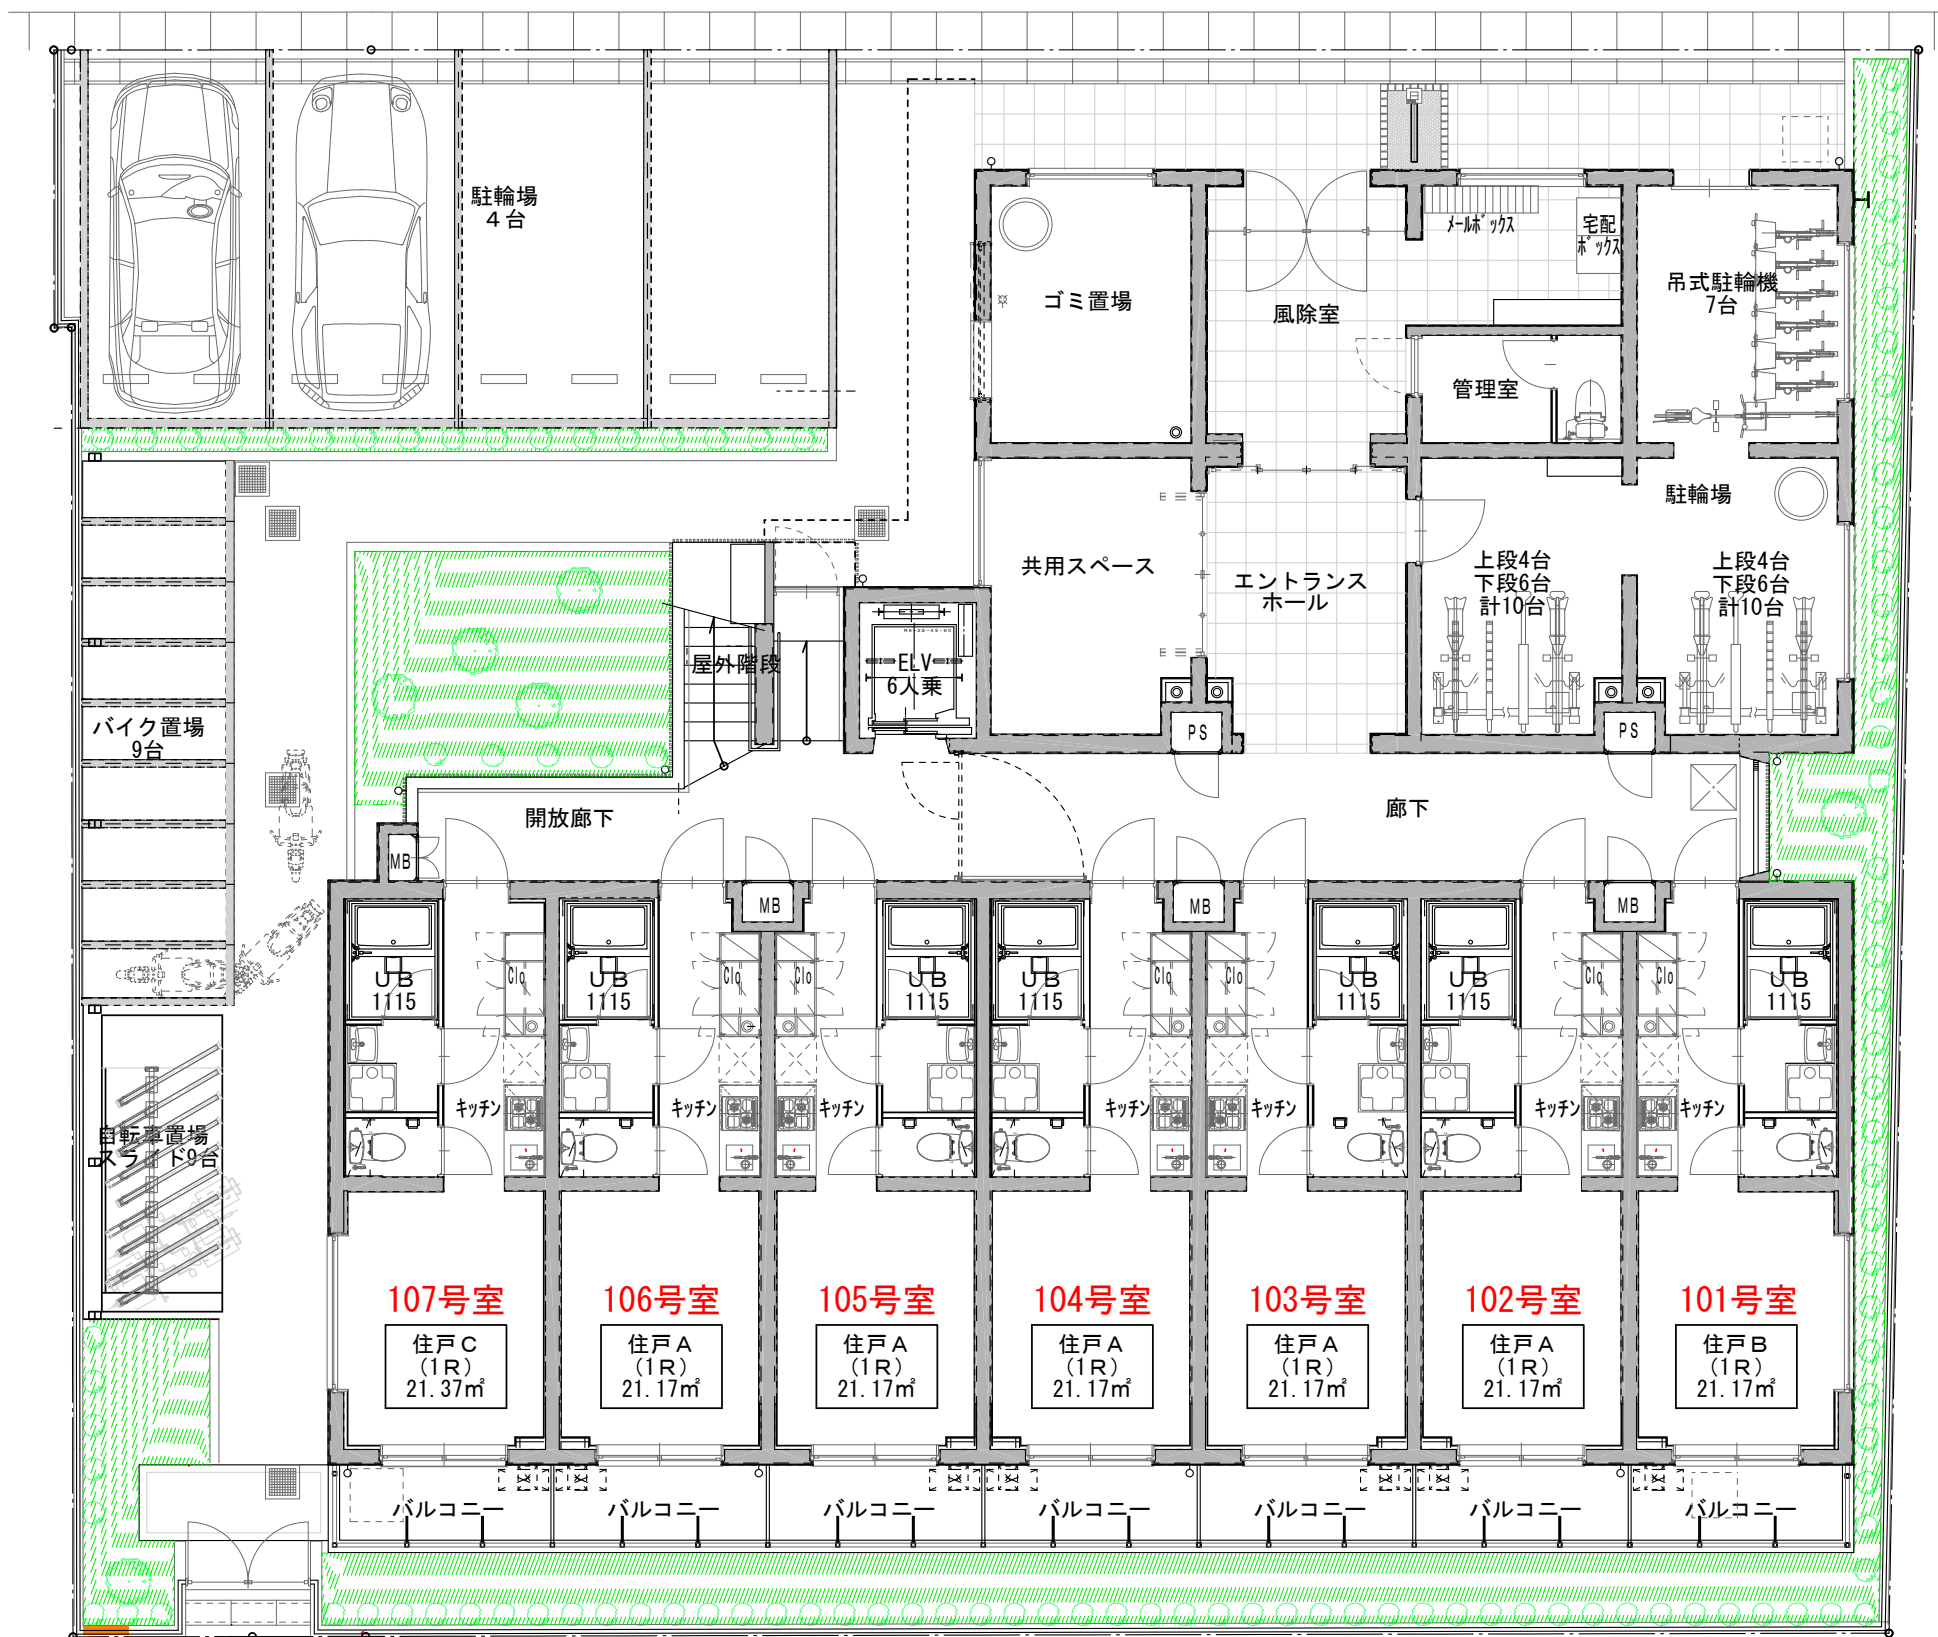 駐輪場
4台
メールボックス
宅配
ボックス
吊式駐輪機
7台
ゴミ置場
風除室
管理室
駐輪場
共用スペース
エントランス
ホール
上段4台
下段6台
計10台
上段4台
下段6台
計10台
屋外階段
ELV
6人乗
バイク置場
9台
PS
PS
開放廊下
廊下
MB
MB
MB
MB
UB
1115
Clo
UB
1115
Clo
Clo
UB
1115
UB
1115
Clo
Clo
UB
1115
UB
1115
Clo
Clo
UB
1115
キッチン
キッチン
キッチン
キッチン
キッチン
キッチン
キッチン
自転車置場
スライド9台
107号室
106号室
105号室
104号室
103号室
102号室
101号室
住戸C
(1R)
21.37㎡
住戸A
(1R)
21.17㎡
住戸A
(1R)
21.17㎡
住戸A
(1R)
21.17㎡
住戸A
(1R)
21.17㎡
住戸A
(1R)
21.17㎡
住戸B
(1R)
21.17㎡
バルコニー
バルコニー
バルコニー
バルコニー
バルコニー
バルコニー
バルコニー